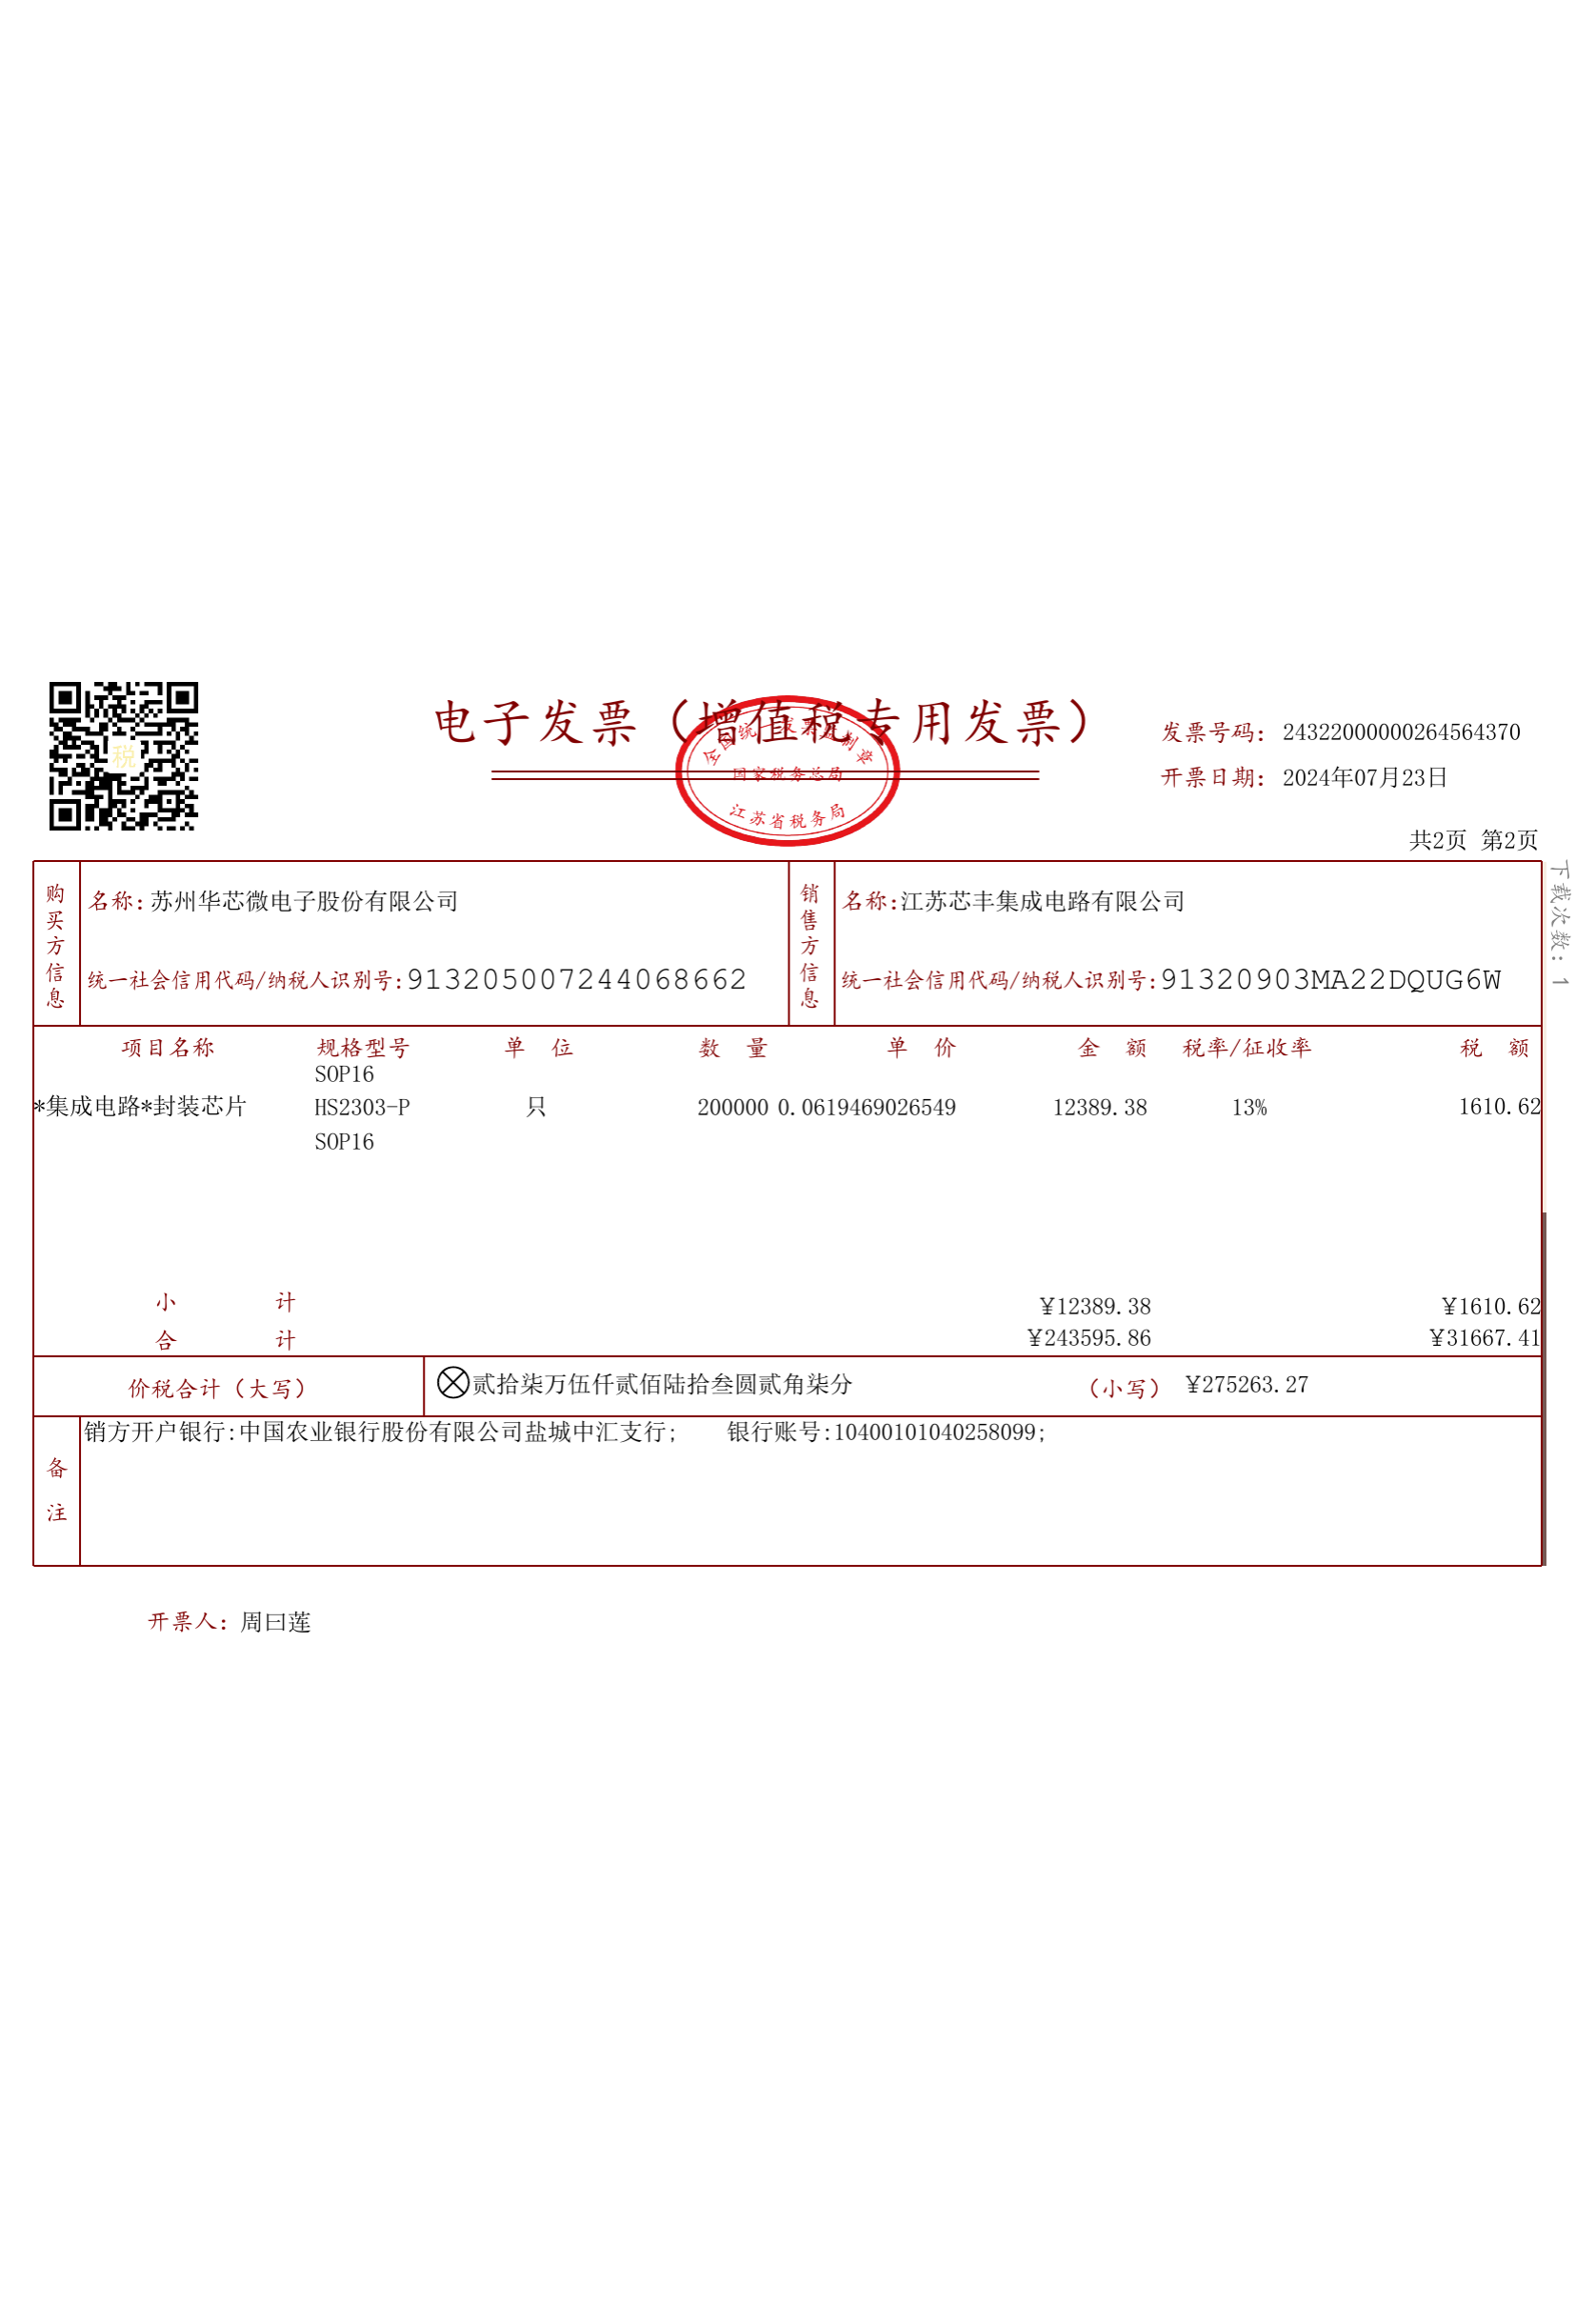 电子发票（增值税专用发票）
全国统一发票监制章
国家税务总局
江苏省税务局
税
发票号码：24322000000264564370
开票日期：2024年07月23日
共2页 第2页
下载次数：1
购买方信息
名称：苏州华芯微电子股份有限公司
统一社会信用代码/纳税人识别号：913205007244068662
销售方信息
名称：江苏芯丰集成电路有限公司
统一社会信用代码/纳税人识别号：91320903MA22DQUG6W
项目名称 规格型号 单 位 数 量 单 价 金 额 税率/征收率 税 额
SOP16
*集成电路*封装芯片 HS2303-P 只 200000 0.0619469026549 12389.38 13% 1610.62
SOP16
小 计 ¥12389.38 ¥1610.62
合 计 ¥243595.86 ¥31667.41
价税合计（大写） 贰拾柒万伍仟贰佰陆拾叁圆贰角柒分 （小写） ¥275263.27
备注
销方开户银行:中国农业银行股份有限公司盐城中汇支行; 银行账号:10400101040258099;
开票人：周曰莲